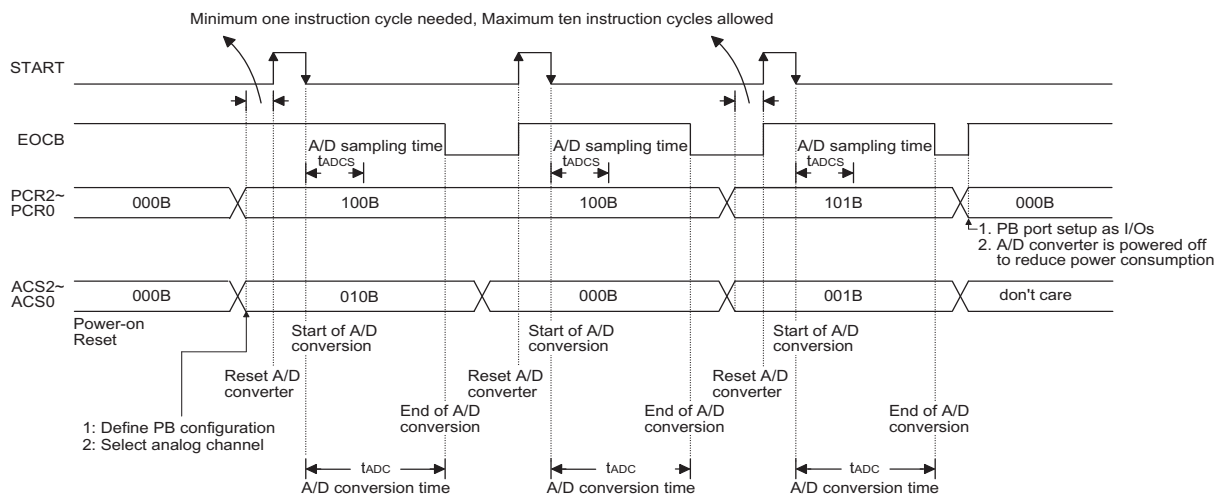 Minimum one instruction cycle needed, Maximum ten instruction cycles allowed
START
EOCB
A/D sampling time
tADCS
A/D sampling time
tADCS
A/D sampling time
tADCS
PCR2~
PCR0
000B
100B
100B
101B
000B
1. PB port setup as I/Os
2. A/D converter is powered off
to reduce power consumption
ACS2~
ACS0
000B
010B
000B
001B
don't care
Power-on
Reset
Start of A/D
conversion
Start of A/D
conversion
Start of A/D
conversion
Reset A/D
converter
Reset A/D
converter
Reset A/D
converter
1: Define PB configuration
2: Select analog channel
End of A/D
conversion
End of A/D
conversion
End of A/D
conversion
tADC
A/D conversion time
tADC
A/D conversion time
tADC
A/D conversion time